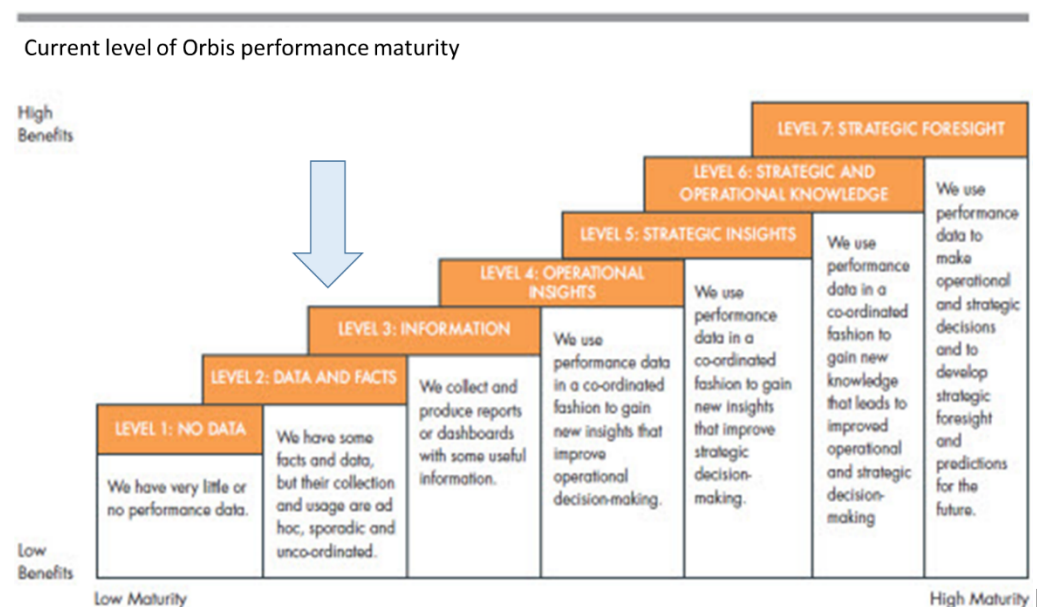 Current level of Orbis performance maturity
High
Benefits
LEVEL 7: STRATEGIC FORESIGHT
LEVEL 6: STRATEGIC AND
OPERATIONAL KNOWLEDGE
LEVEL 5: STRATEGIC INSIGHTS
LEVEL 4: OPERATIONAL
INSIGHTS
LEVEL 3: INFORMATION
LEVEL 2: DATA AND FACTS
LEVEL 1: NO DATA
We have very little or
no performance data.
We have some
facts and data,
but their collection
and usage are ad
hoc, sporadic and
unco-ordinated.
We collect and
produce reports
or dashboards
with some useful
information.
We use
performance data
in a co-ordinated
fashion to gain
new insights that
improve
operational
decision-making.
We use
performance
data in a
co-ordinated
fashion to gain
new insights
that improve
strategic
decision-
making.
We use
performance
data in a
co-ordinated
fashion to
gain new
knowledge
that leads to
improved
operational
and strategic
decision-
making
We use
performance
data to
make
operational
and strategic
decisions
and to
develop
strategic
foresight
and
predictions
for the
future.
Low
Benefits
Low Maturity
High Maturity